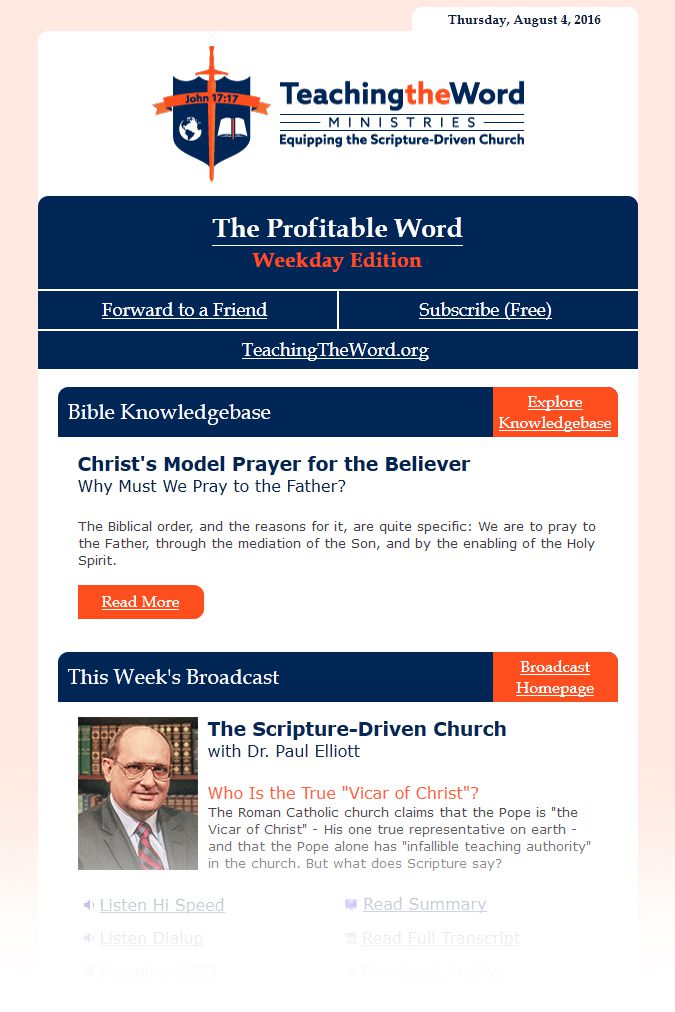 Thursday, August 4, 2016
John 17:17
TeachingtheWord
MINISTRIES
Equipping the Scripture-Driven Church
The Profitable Word
Weekday Edition
Forward to a Friend
Subscribe (Free)
TeachingTheWord.org
Bible Knowledgebase
Explore
Knowledgebase
Christ's Model Prayer for the Believer
Why Must We Pray to the Father?
The Biblical order, and the reasons for it, are quite specific: We are to pray to
the Father, through the mediation of the Son, and by the enabling of the Holy
Spirit.
Read More
This Week's Broadcast
Broadcast
Homepage
The Scripture-Driven Church
with Dr. Paul Elliott
Who Is the True "Vicar of Christ"?
The Roman Catholic church claims that the Pope is "the
Vicar of Christ" - His one true representative on earth -
and that the Pope alone has "infallible teaching authority"
in the church. But what does Scripture say?
Listen Hi Speed
Read Summary
Listen Dialup
Read Full Transcript
Download MP3
Broadcast Archive